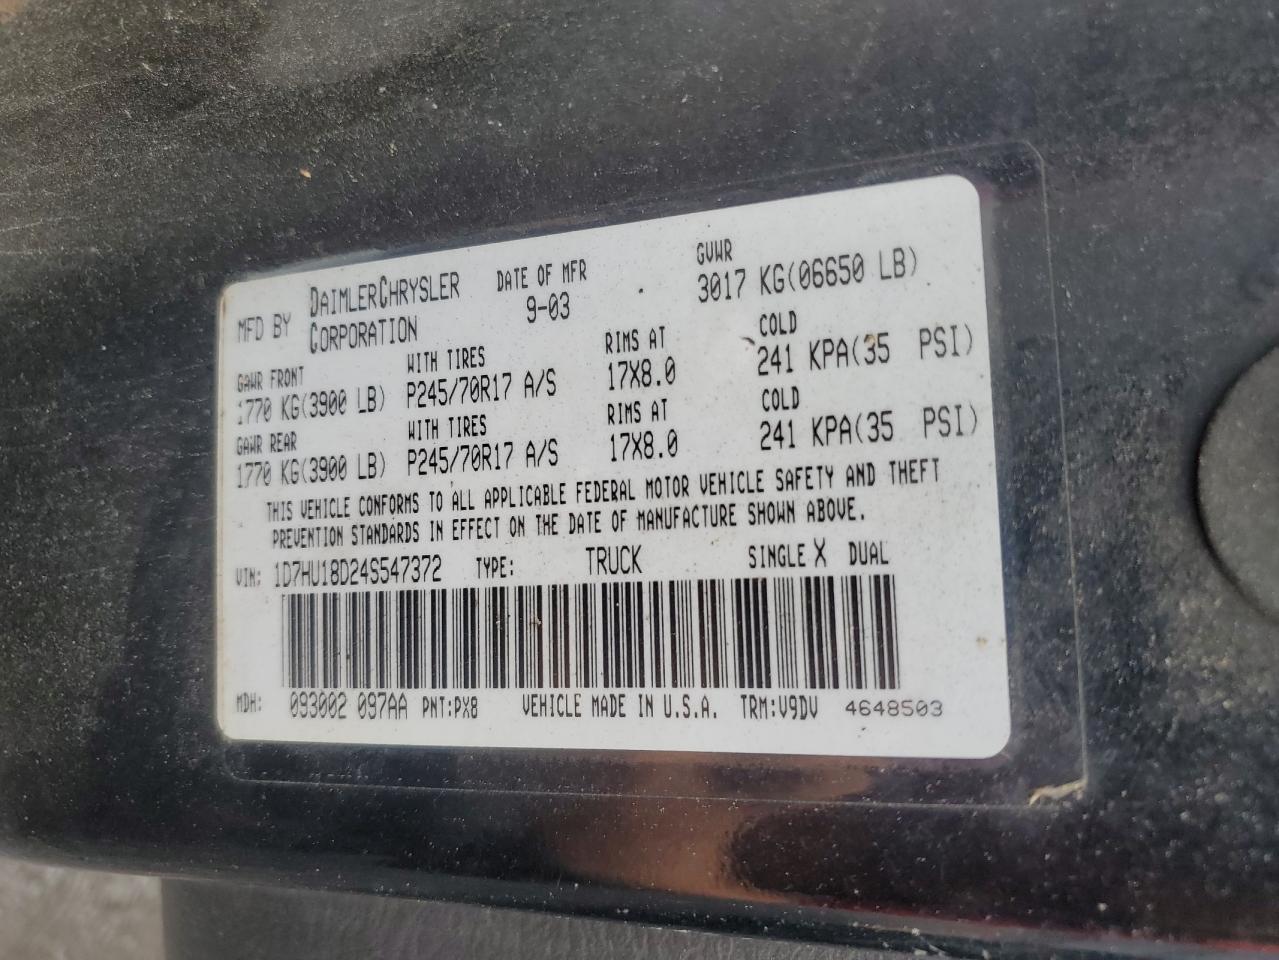 MFD BY DAIMLERCHRYSLER CORPORATION DATE OF MFR 9-03 GVWR 3017 KG(06650 LB)
GAWR FRONT WITH TIRES RIMS AT COLD
1770 KG(3900 LB) P245/70R17 A/S 17X8.0 241 KPA(35 PSI)
GAWR REAR WITH TIRES RIMS AT COLD
1770 KG(3900 LB) P245/70R17 A/S 17X8.0 241 KPA(35 PSI)
THIS VEHICLE CONFORMS TO ALL APPLICABLE FEDERAL MOTOR VEHICLE SAFETY AND THEFT
PREVENTION STANDARDS IN EFFECT ON THE DATE OF MANUFACTURE SHOWN ABOVE.
VIN: 1D7HU18D24S547372 TYPE: TRUCK SINGLE X DUAL
MDH: 093002 097AA PNT:PX8 VEHICLE MADE IN U.S.A. TRM:V9DV 4648503